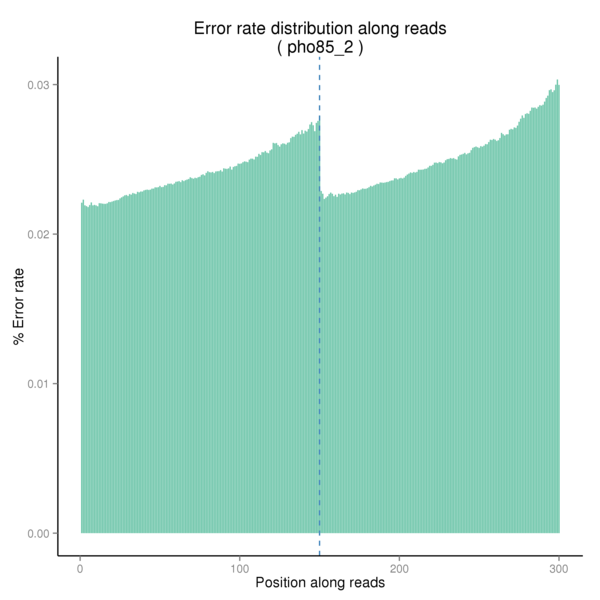 Error rate distribution along reads
( pho85_2 )
0.03
0.02
0.01
0.00
% Error rate
0
100
200
300
Position along reads